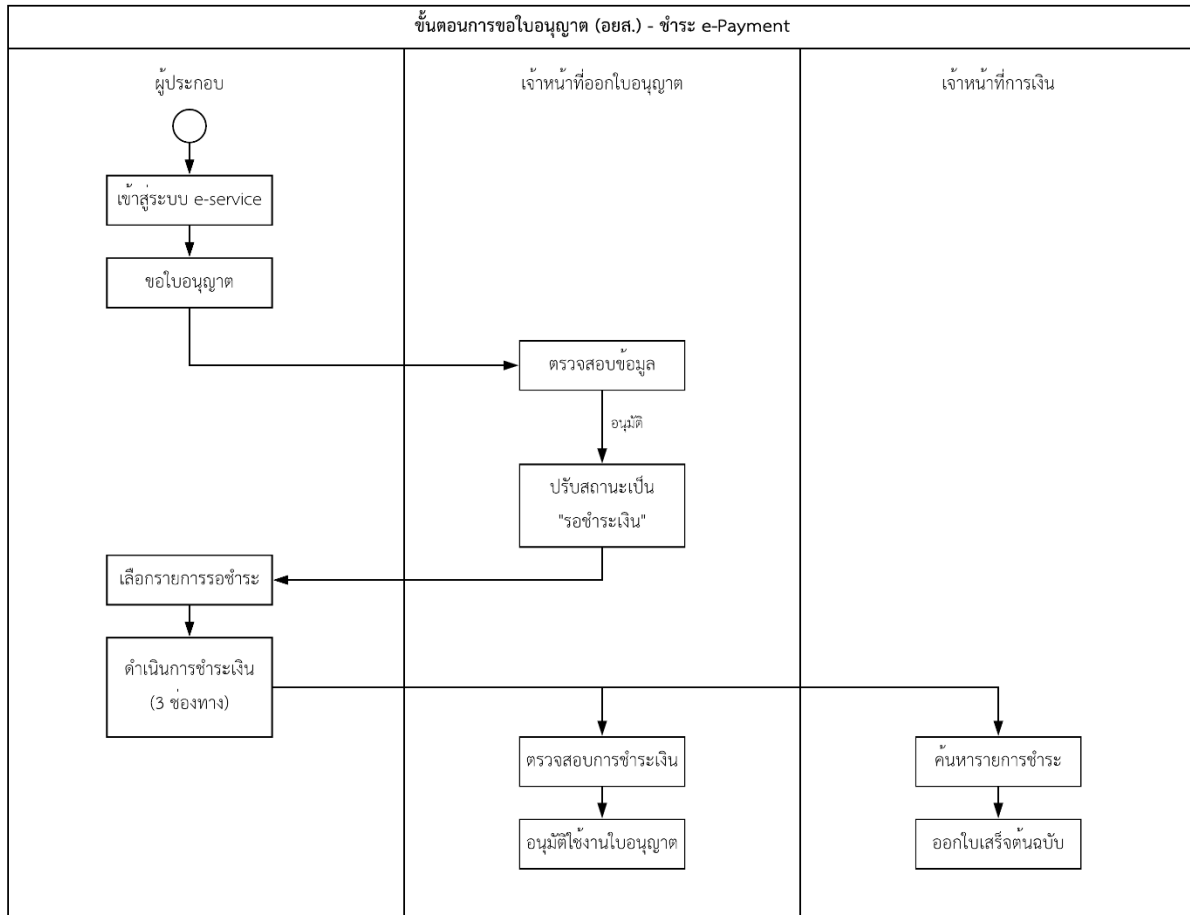 ขั้นตอนการขอใบอนุญาต (อยส.) - ชำระ e-Payment
ผู้ประกอบ
เจ้าหน้าที่ออกใบอนุญาต
เจ้าหน้าที่การเงิน
เข้าสู่ระบบ e-service
ขอใบอนุญาต
ตรวจสอบข้อมูล
อนุมัติ
ปรับสถานะเป็น
"รอชำระเงิน"
เลือกรายการรอชำระ
ดำเนินการชำระเงิน
(3 ช่องทาง)
ตรวจสอบการชำระเงิน
ค้นหารายการชำระ
อนุมัติใช้งานใบอนุญาต
ออกใบเสร็จต้นฉบับ